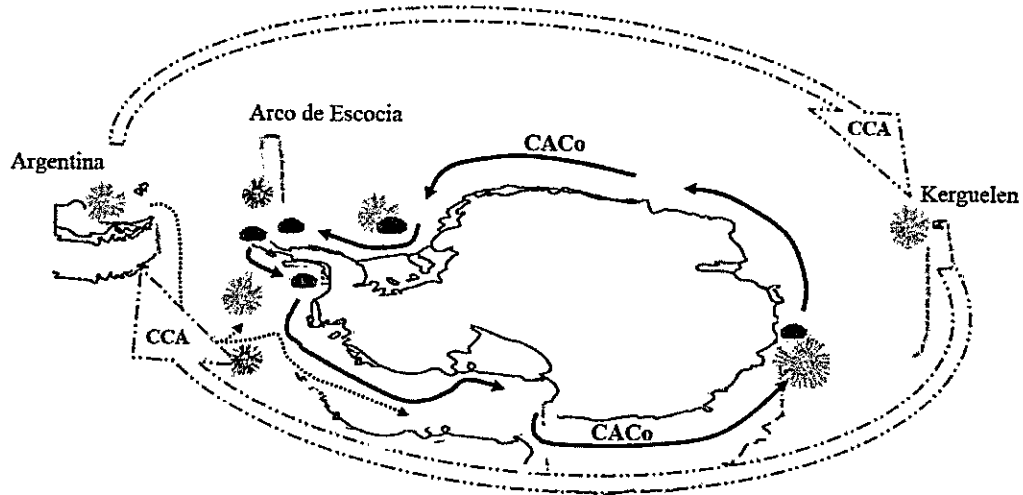 Arco de Escocia
CACo
CCA
Argentina
Kerguelen
CCA
CACo